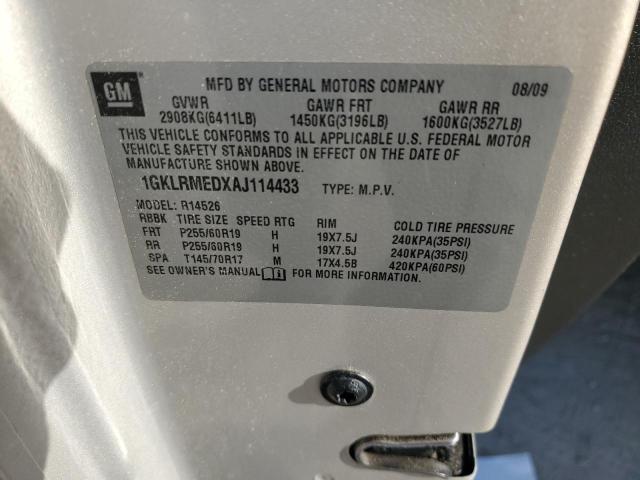 GM MFD BY GENERAL MOTORS COMPANY 08/09
GVWR GAWR FRT GAWR RR
2908KG(6411LB) 1450KG(3196LB) 1600KG(3527LB)
THIS VEHICLE CONFORMS TO ALL APPLICABLE U.S. FEDERAL MOTOR
VEHICLE SAFETY STANDARDS IN EFFECT ON THE DATE OF
MANUFACTURE SHOWN ABOVE.
1GKLRMEDXAJ114433 TYPE: M.P.V.
MODEL: R14526
RBBK TIRE SIZE SPEED RTG RIM COLD TIRE PRESSURE
FRT P255/60R19 H 19X7.5J 240KPA(35PSI)
RR P255/60R19 H 19X7.5J 240KPA(35PSI)
SPA T145/70R17 M 17X4.5B 420KPA(60PSI)
SEE OWNER'S MANUAL FOR MORE INFORMATION.